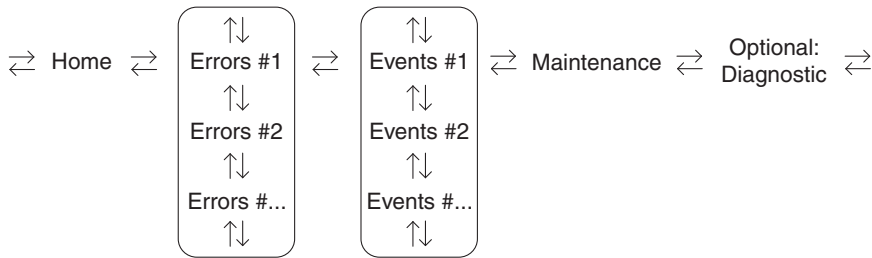 Home
Errors #1
Errors #2
Errors #...
Events #1
Events #2
Events #...
Maintenance
Optional:
Diagnostic